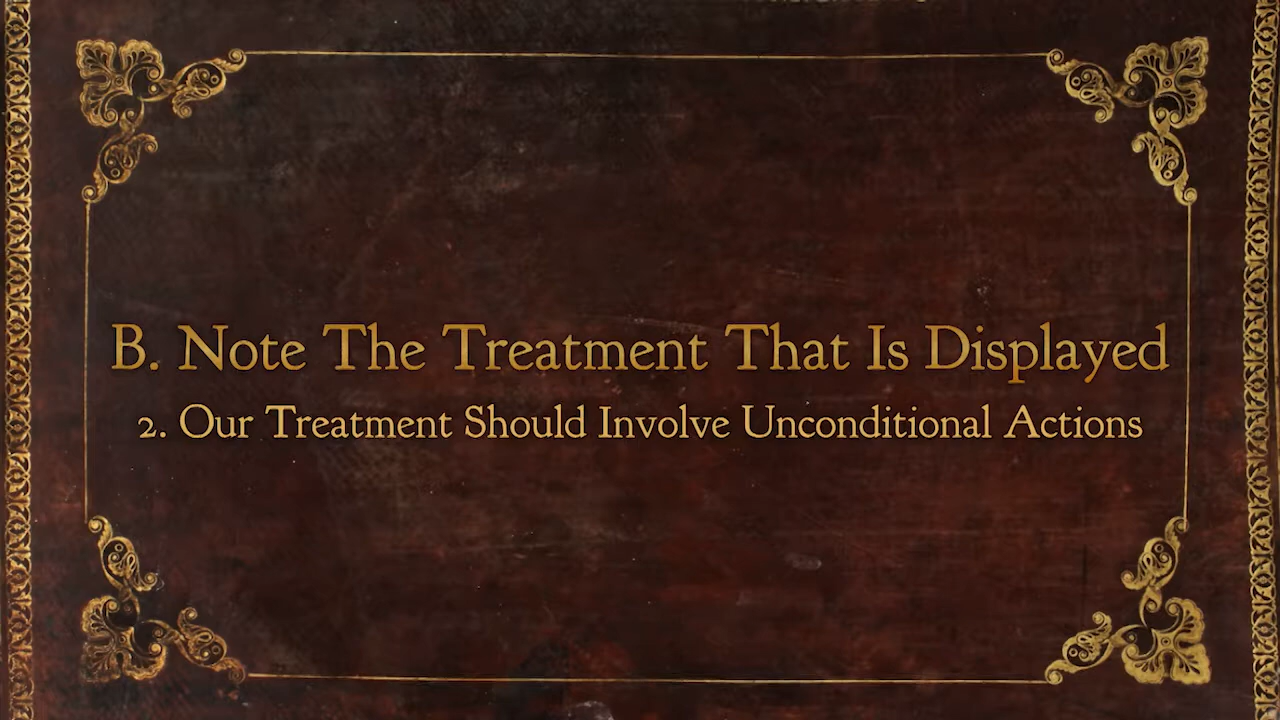 B. Note The Treatment That Is Displayed
2. Our Treatment Should Involve Unconditional Actions